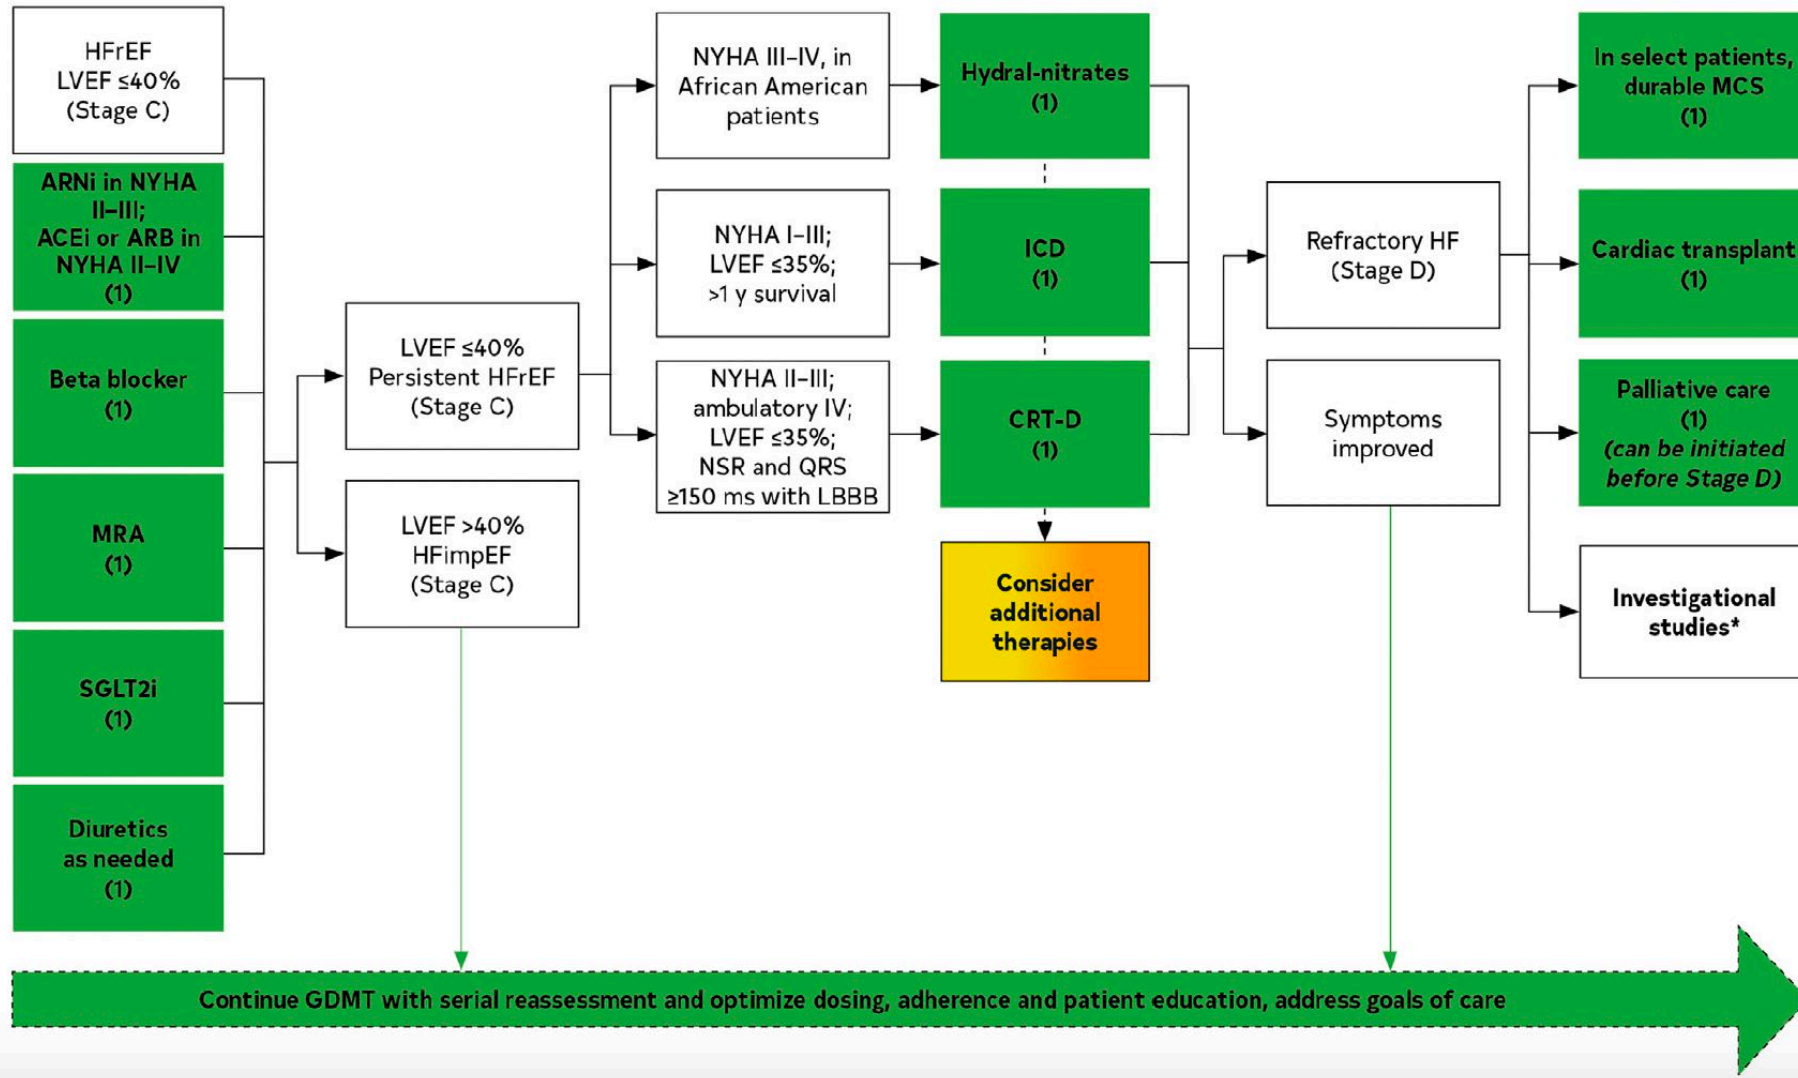 HFrEF
LVEF ≤40%
(Stage C)
ARNi in NYHA
II–III;
ACEi or ARB in
NYHA II–IV
(1)
Beta blocker
(1)
MRA
(1)
SGLT2i
(1)
Diuretics
as needed
(1)
LVEF ≤40%
Persistent HFrEF
(Stage C)
LVEF >40%
HFimpEF
(Stage C)
NYHA III–IV, in
African American
patients
NYHA I–III;
LVEF ≤35%;
>1 y survival
NYHA II–III;
ambulatory IV;
LVEF ≤35%;
NSR and QRS
≥150 ms with LBBB
Hydral-nitrates
(1)
ICD
(1)
CRT-D
(1)
Consider
additional
therapies
Refractory HF
(Stage D)
Symptoms
improved
In select patients,
durable MCS
(1)
Cardiac transplant
(1)
Palliative care
(1)
(can be initiated
before Stage D)
Investigational
studies*
Continue GDMT with serial reassessment and optimize dosing, adherence and patient education, address goals of care